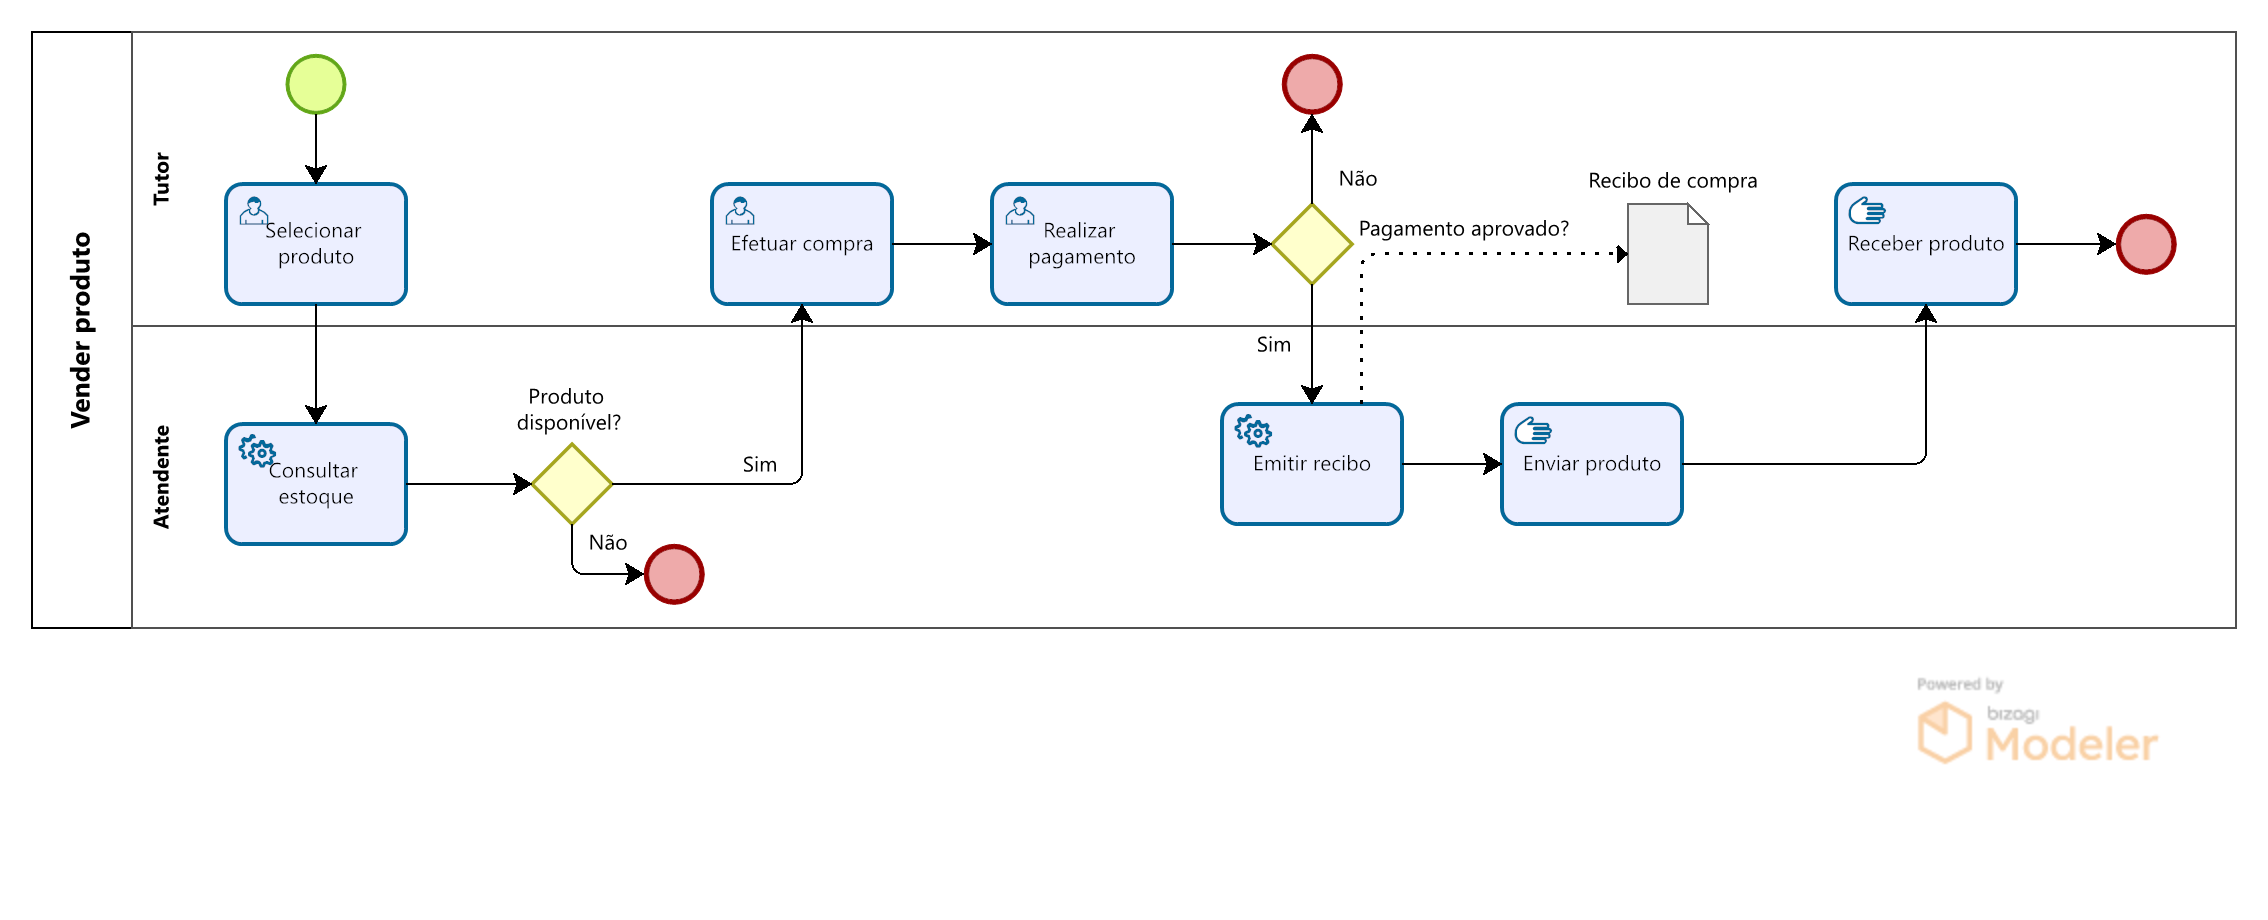 Vender produto
Tutor
Selecionar
produto
Efetuar compra
Realizar
pagamento
Não
Pagamento aprovado?
Recibo de compra
Receber produto
Atendente
Consultar
estoque
Produto
disponível?
Sim
Não
Sim
Emitir recibo
Enviar produto
Powered by
bizagi
Modeler